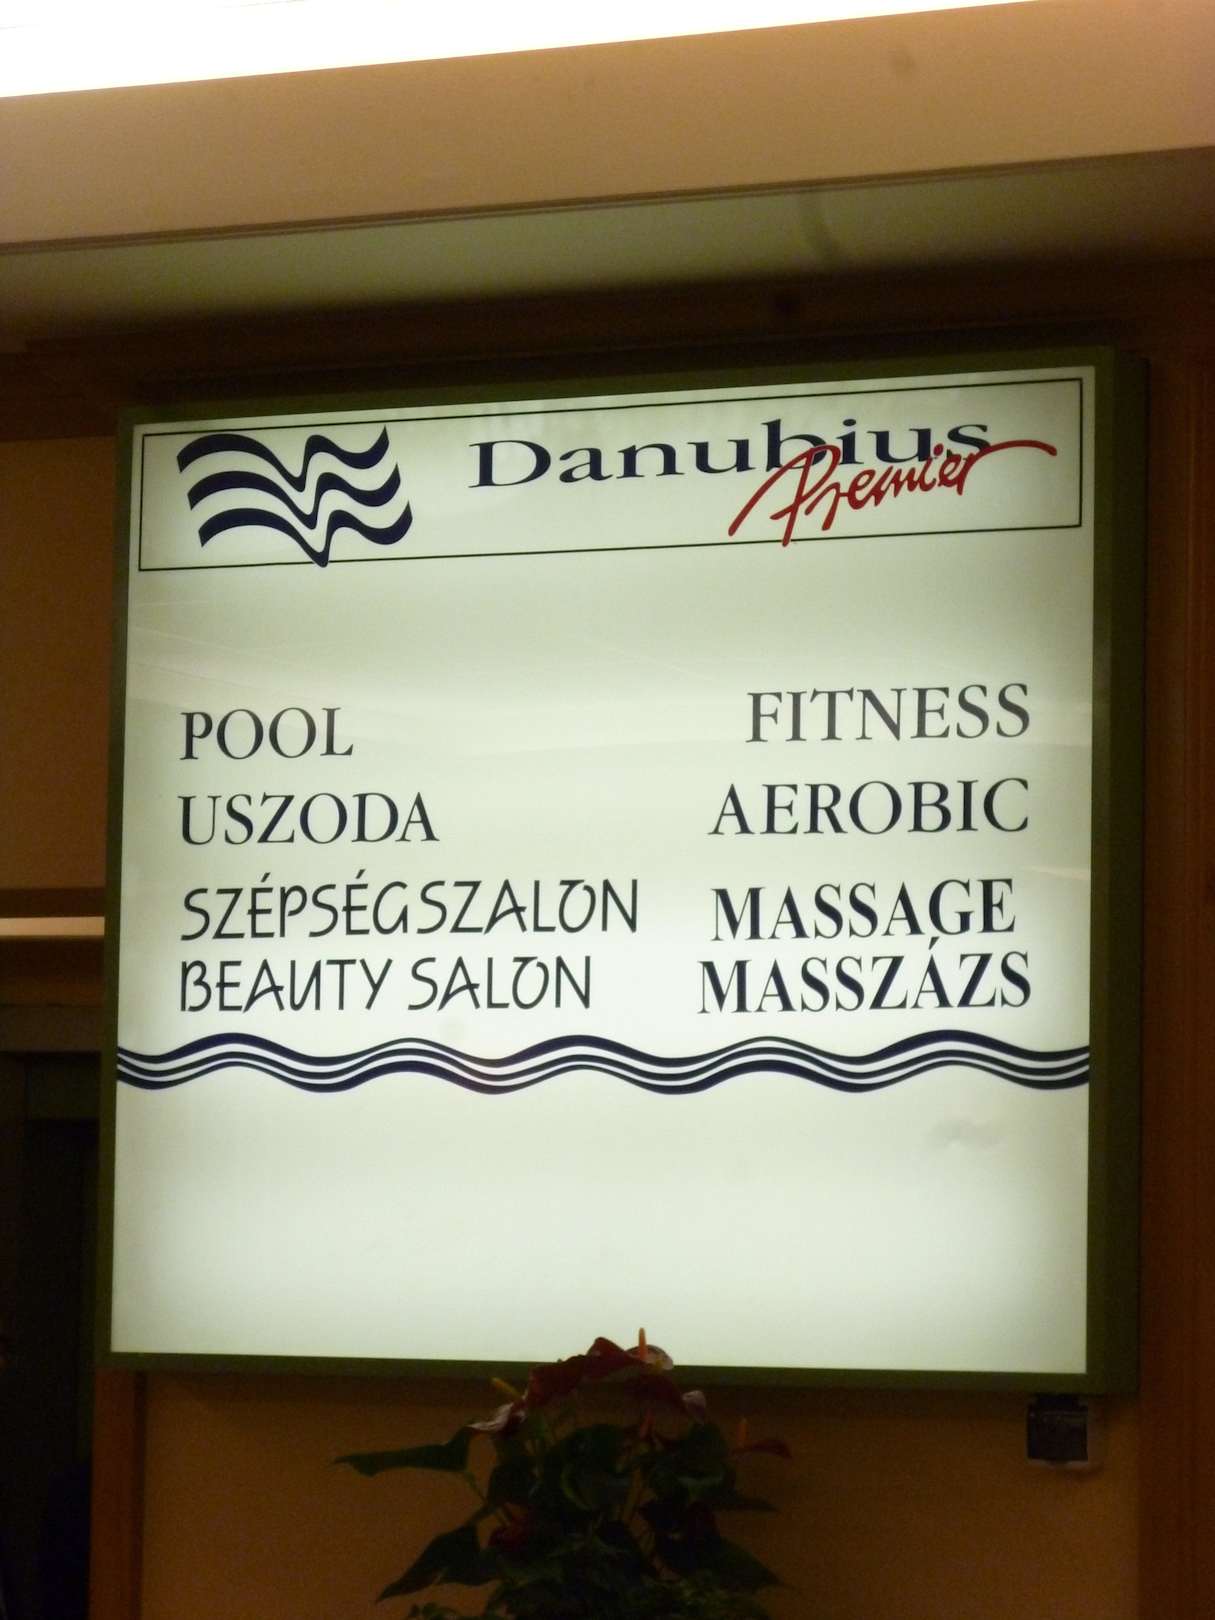 Danubius
Premier
POOL
USZODA
SZÉPSÉGSZALON
BEAUTY SALON
FITNESS
AEROBIC
MASSAGE
MASSZÁZS